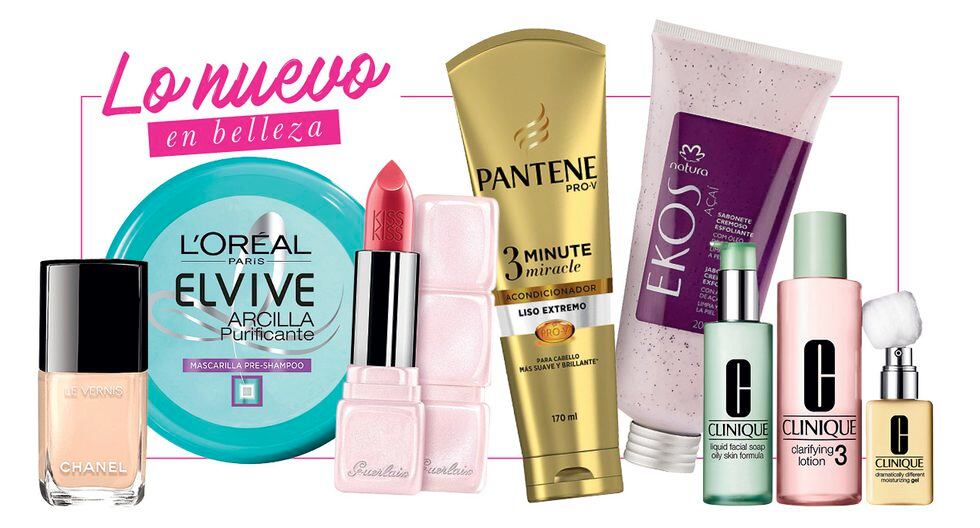 Lo nuevo
en belleza
LE VERNIS
CHANEL
L'ORÉAL
PARIS
ELVIVE
ARCILLA
Purificante
MASCARILLA PRE-SHAMPOO
KISS
KISS
Guerlain
Guerlain
PANTENE
PRO-V
3 MINUTE
miracle
ACONDICIONADOR
LISO EXTREMO
PRO-V
PARA CABELLO
MÁS SUAVE Y BRILLANTE*
170 ml
natura
EKOS
AÇAÍ
SABONETE
CREMOSO
ESFOLIANTE
COM ÓLEO
C
CLINIQUE
liquid facial soap
oily skin formula
C
CLINIQUE
clarifying
lotion 3
C
CLINIQUE
dramatically different
moisturizing gel